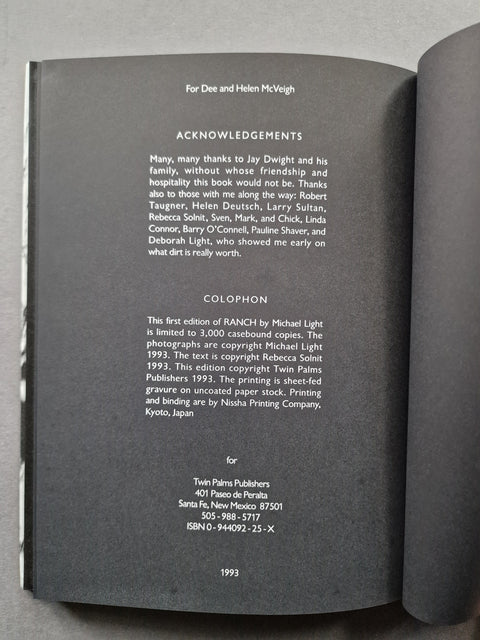 For Dee and Helen McVeigh
ACKNOWLEDGEMENTS
Many, many thanks to Jay Dwight and his
family, without whose friendship and
hospitality this book would not be. Thanks
also to those with me along the way: Robert
Taugner, Helen Deutsch, Larry Sultan,
Rebecca Solnit, Sven, Mark, and Chick, Linda
Connor, Barry O'Connell, Pauline Shaver, and
Deborah Light, who showed me early on
what dirt is really worth.
COLOPHON
This first edition of RANCH by Michael Light
is limited to 3,000 casebound copies. The
photographs are copyright Michael Light
1993. The text is copyright Rebecca Solnit
1993. This edition copyright Twin Palms
Publishers 1993. The printing is sheet-fed
gravure on uncoated paper stock. Printing
and binding are by Nissha Printing Company,
Kyoto, Japan
for
Twin Palms Publishers
401 Paseo de Peralta
Santa Fe, New Mexico 87501
505-988-5717
ISBN 0-944092-25-X
1993